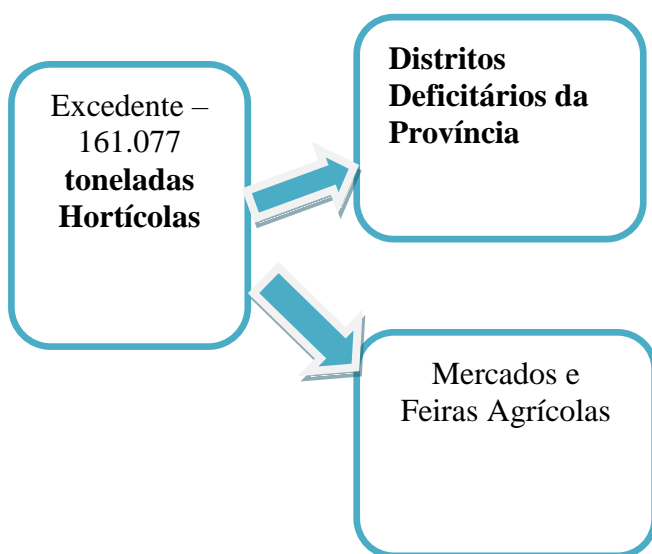 Excedente –
161.077
toneladas
Hortícolas
Distritos
Deficitários da
Província
Mercados e
Feiras Agrícolas